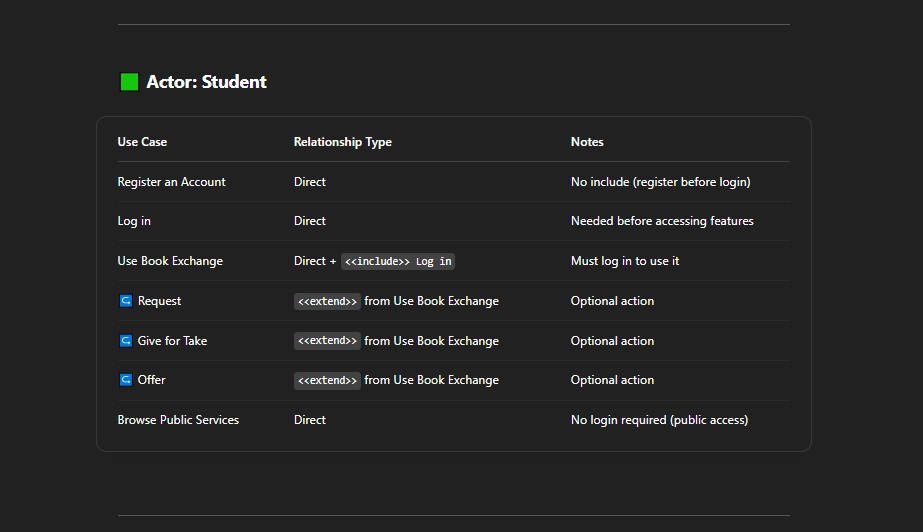 Actor: Student
Use Case Relationship Type Notes
Register an Account Direct No include (register before login)
Log in Direct Needed before accessing features
Use Book Exchange Direct + <<include>> Log in Must log in to use it
Request <<extend>> from Use Book Exchange Optional action
Give for Take <<extend>> from Use Book Exchange Optional action
Offer <<extend>> from Use Book Exchange Optional action
Browse Public Services Direct No login required (public access)